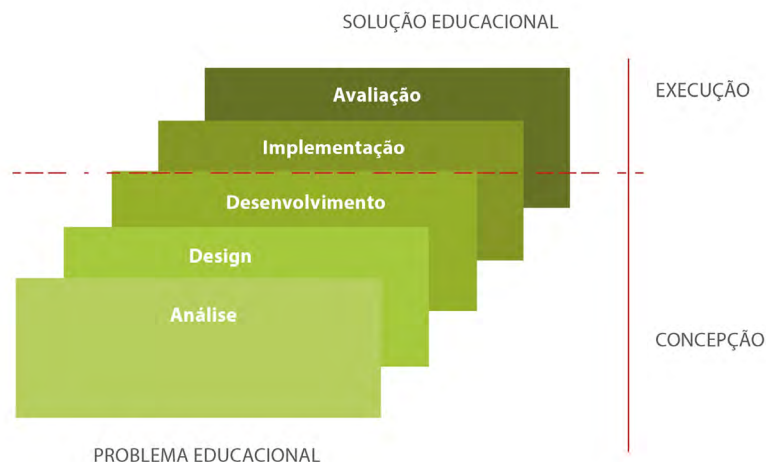 SOLUÇÃO EDUCACIONAL
EXECUÇÃO
Avaliação
Implementação
Desenvolvimento
Design
Análise
CONCEPÇÃO
PROBLEMA EDUCACIONAL